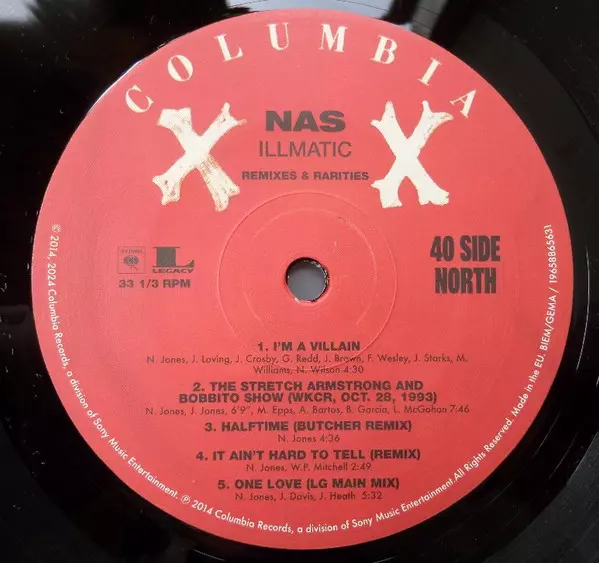 COLUMBIA
NAS
ILLMATIC
REMIXES & RARITIES
X X
COLUMBIA
LEGACY
33 1/3 RPM
40 SIDE
NORTH
1. I'M A VILLAIN
N. Jones, J. Loving, J. Crosby, G. Redd, J. Brown, F. Wesley, J. Starks, M.
Williams, N. Wilson 4:30
2. THE STRETCH ARMSTRONG AND
BOBBITO SHOW (WKCR, OCT. 28, 1993)
N. Jones, J. Jones, 6'9", M. Epps, A. Bartos, B. Garcia, L. McGohan 7:46
3. HALFTIME (BUTCHER REMIX)
N. Jones 4:36
4. IT AIN'T HARD TO TELL (REMIX)
N. Jones, W.P. Mitchell 2:49
5. ONE LOVE (LG MAIN MIX)
N. Jones, J. Davis, J. Heath 5:32
© 2014, 2024 Columbia Records, a division of Sony Music Entertainment. ℗ 2014 Columbia Records, a division of Sony Music Entertainment. All Rights Reserved. Made in the EU. BIEM/GEMA / 19658865631